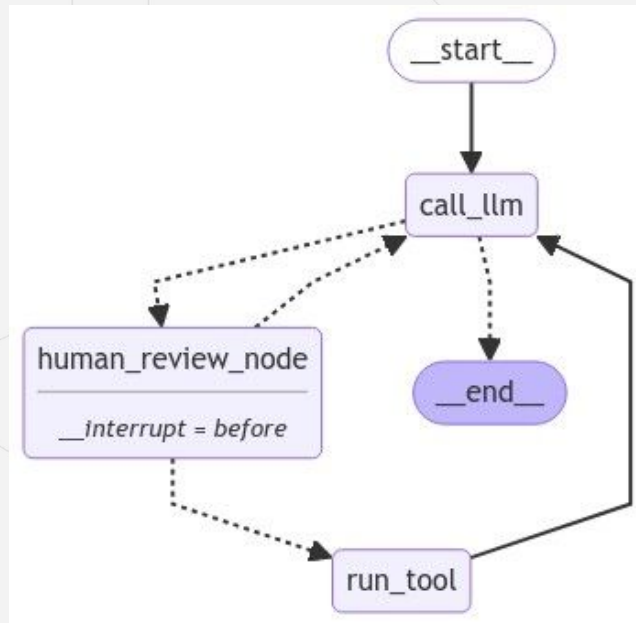 __start__
call_llm
human_review_node
__interrupt = before
__end__
run_tool